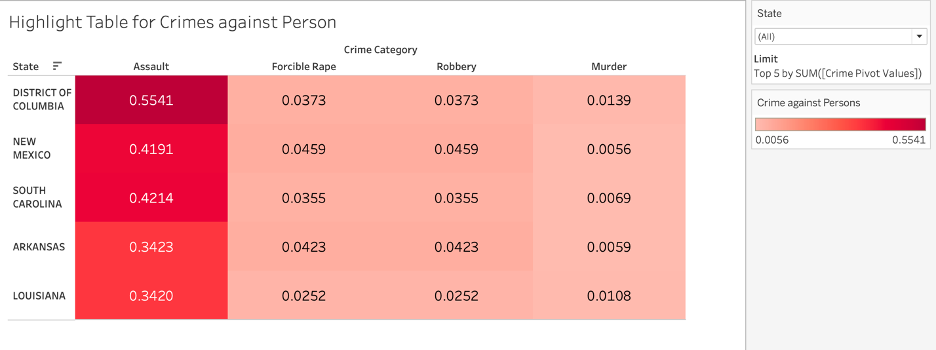 Highlight Table for Crimes against Person
Crime Category
State Assault Forcible Rape Robbery Murder
DISTRICT OF
COLUMBIA 0.5541 0.0373 0.0373 0.0139
NEW
MEXICO 0.4191 0.0459 0.0459 0.0056
SOUTH
CAROLINA 0.4214 0.0355 0.0355 0.0069
ARKANSAS 0.3423 0.0423 0.0423 0.0059
LOUISIANA 0.3420 0.0252 0.0252 0.0108
State
(All)
Limit
Top 5 by SUM([Crime Pivot Values])
Crime against Persons
0.0056 0.5541